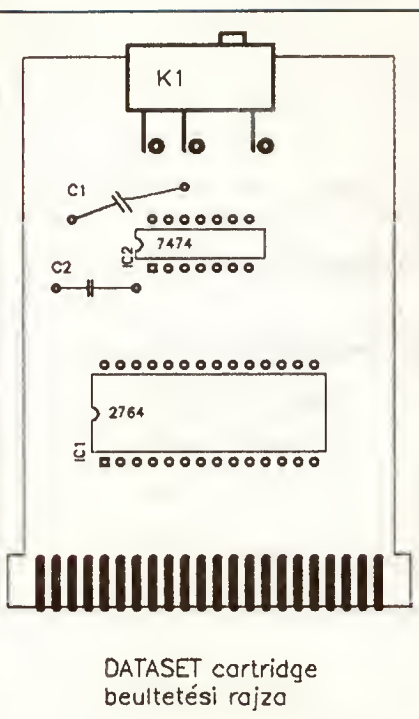 K1
C1
7474
IC2
C2
2764
IC1
DATASET cartridge
beultetési rajza